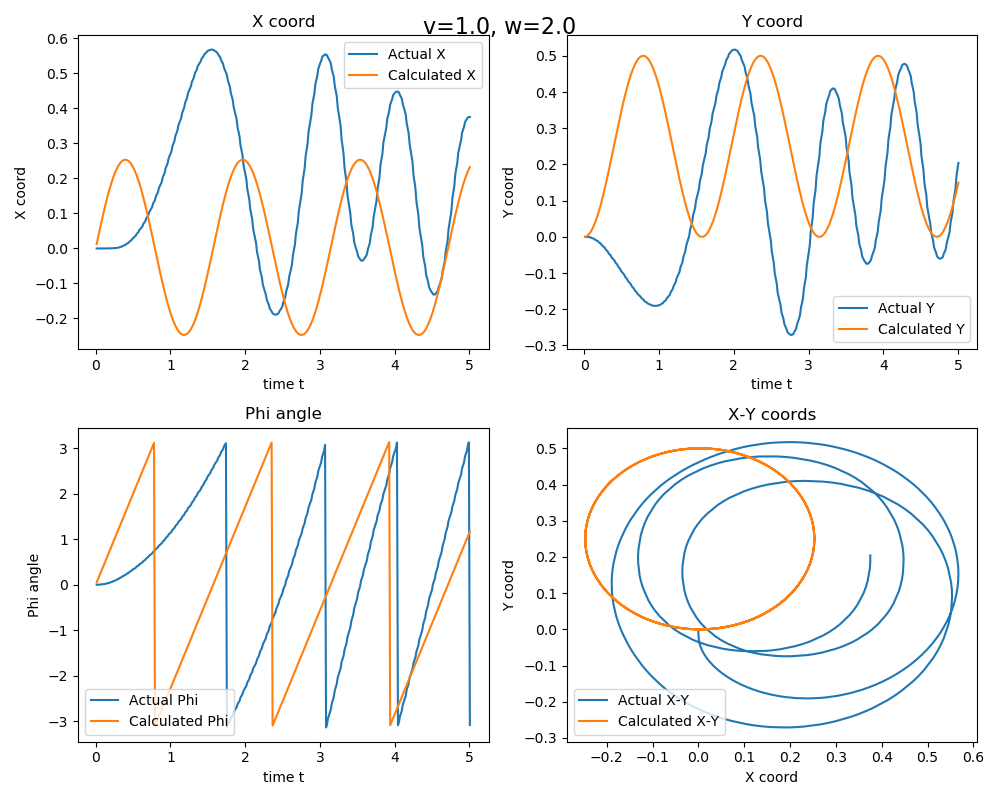 v=1.0, w=2.0
X coord
X coord
0.6
0.5
0.4
0.3
0.2
0.1
0.0
−0.1
−0.2
Actual X
Calculated X
0 1 2 3 4 5
time t
Y coord
Y coord
0.5
0.4
0.3
0.2
0.1
0.0
−0.1
−0.2
−0.3
Actual Y
Calculated Y
0 1 2 3 4 5
time t
Phi angle
Phi angle
3
2
1
0
−1
−2
−3
Actual Phi
Calculated Phi
0 1 2 3 4 5
time t
X-Y coords
Y coord
0.5
0.4
0.3
0.2
0.1
0.0
−0.1
−0.2
−0.3
Actual X-Y
Calculated X-Y
−0.2 −0.1 0.0 0.1 0.2 0.3 0.4 0.5 0.6
X coord